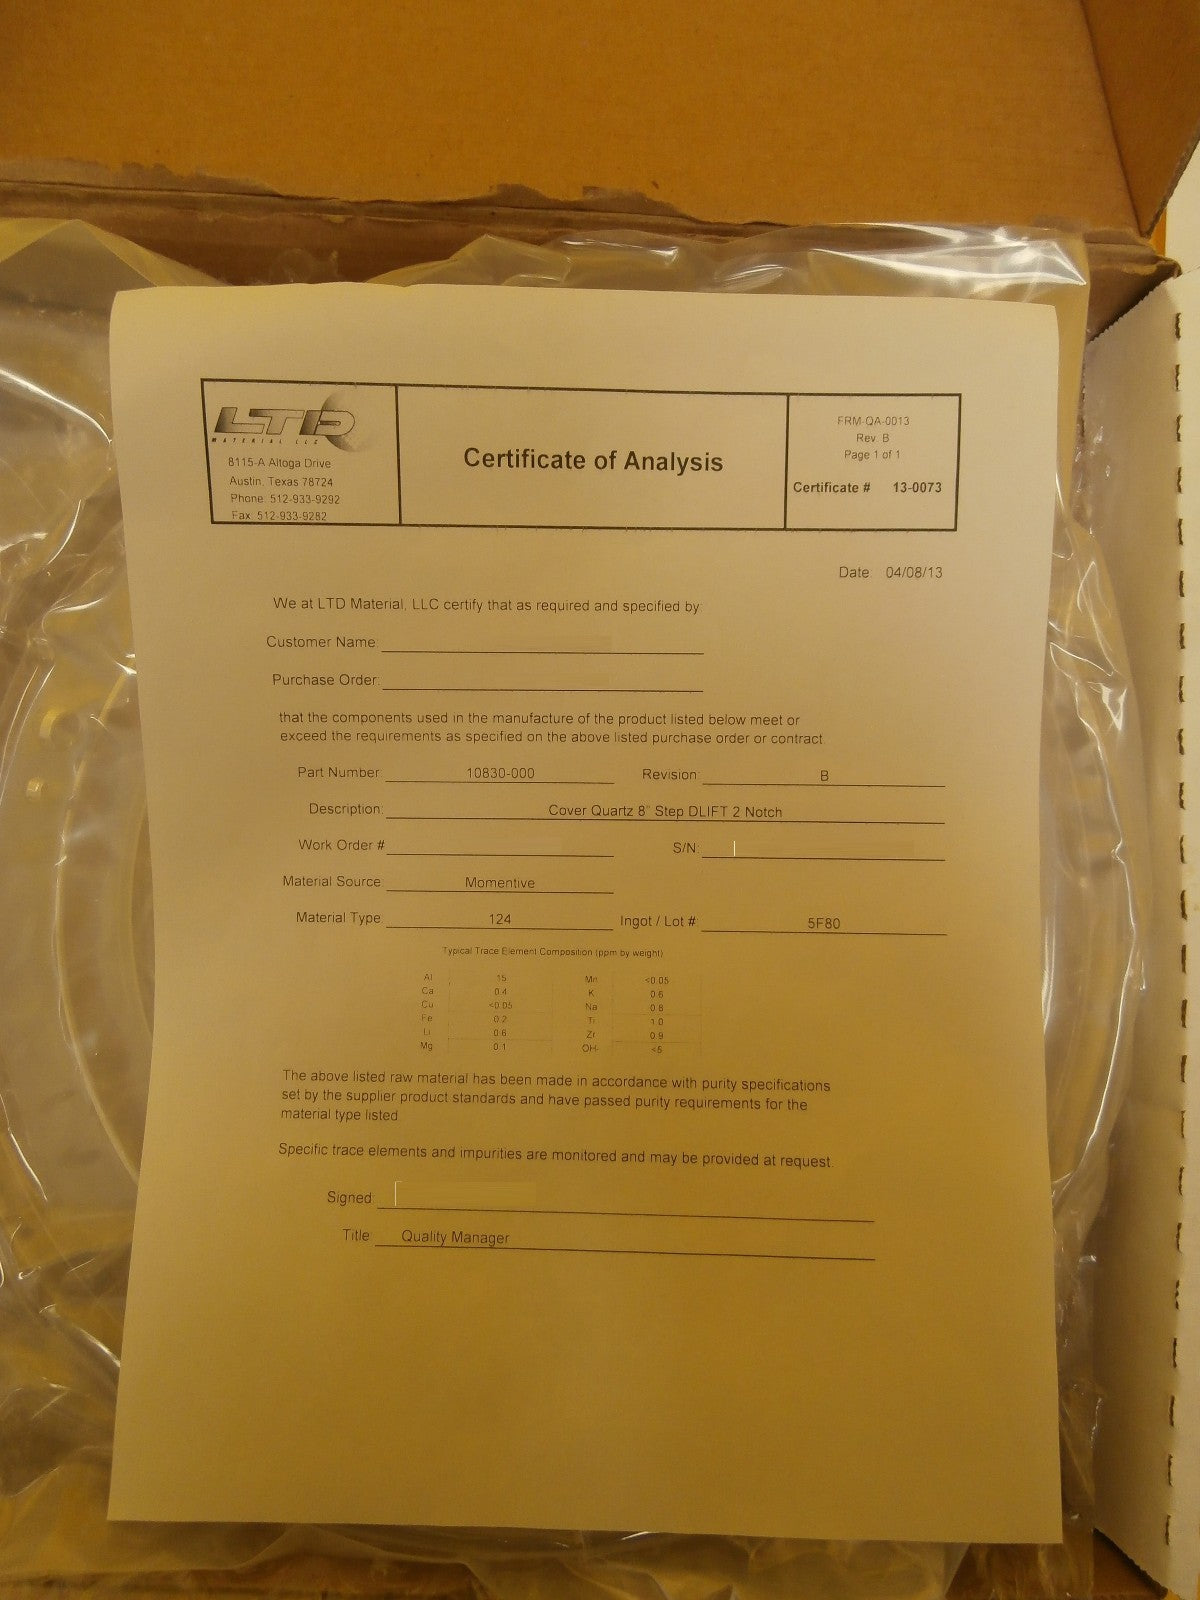 LTD
MATERIAL LLC
8115-A Altoga Drive
Austin, Texas 78724
Phone: 512-933-9292
Fax: 512-933-9282
Certificate of Analysis
FRM-QA-0013
Rev. B
Page 1 of 1
Certificate # 13-0073
Date: 04/08/13
We at LTD Material, LLC certify that as required and specified by:
Customer Name:
Purchase Order:
that the components used in the manufacture of the product listed below meet or
exceed the requirements as specified on the above listed purchase order or contract.
Part Number: 10830-000 Revision: B
Description: Cover Quartz 8" Step DLIFT 2 Notch
Work Order # S/N:
Material Source: Momentive
Material Type: 124 Ingot / Lot #: 5F80
Typical Trace Element Composition (ppm by weight)
Al 15 Mn <0.05
Ca 0.4 K 0.6
Cu <0.05 Na 0.8
Fe 0.2 Ti 1.0
Li 0.6 Zr 0.9
Mg 0.1 OH- <5
The above listed raw material has been made in accordance with purity specifications
set by the supplier product standards and have passed purity requirements for the
material type listed
Specific trace elements and impurities are monitored and may be provided at request.
Signed:
Title Quality Manager